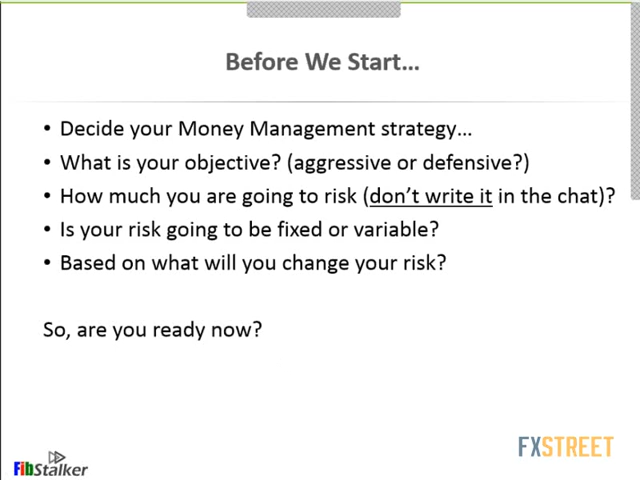 Before We Start...
• Decide your Money Management strategy...
• What is your objective? (aggressive or defensive?)
• How much you are going to risk (don't write it in the chat)?
• Is your risk going to be fixed or variable?
• Based on what will you change your risk?
So, are you ready now?
FXSTREET
FibStalker